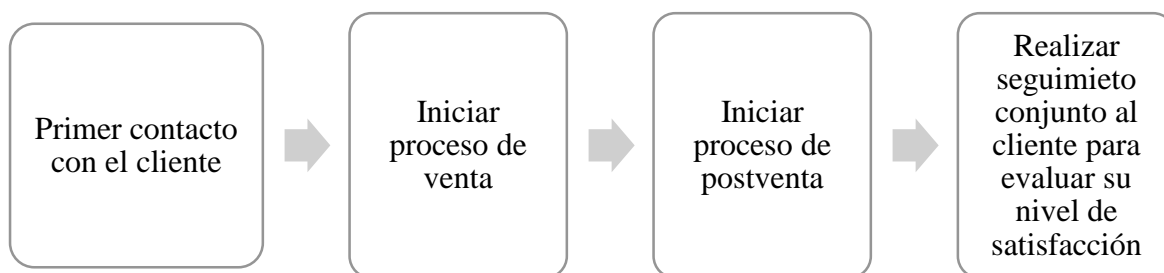 Primer contacto
con el cliente
Iniciar
proceso de
venta
Iniciar
proceso de
postventa
Realizar
seguimieto
conjunto al
cliente para
evaluar su
nivel de
satisfacción